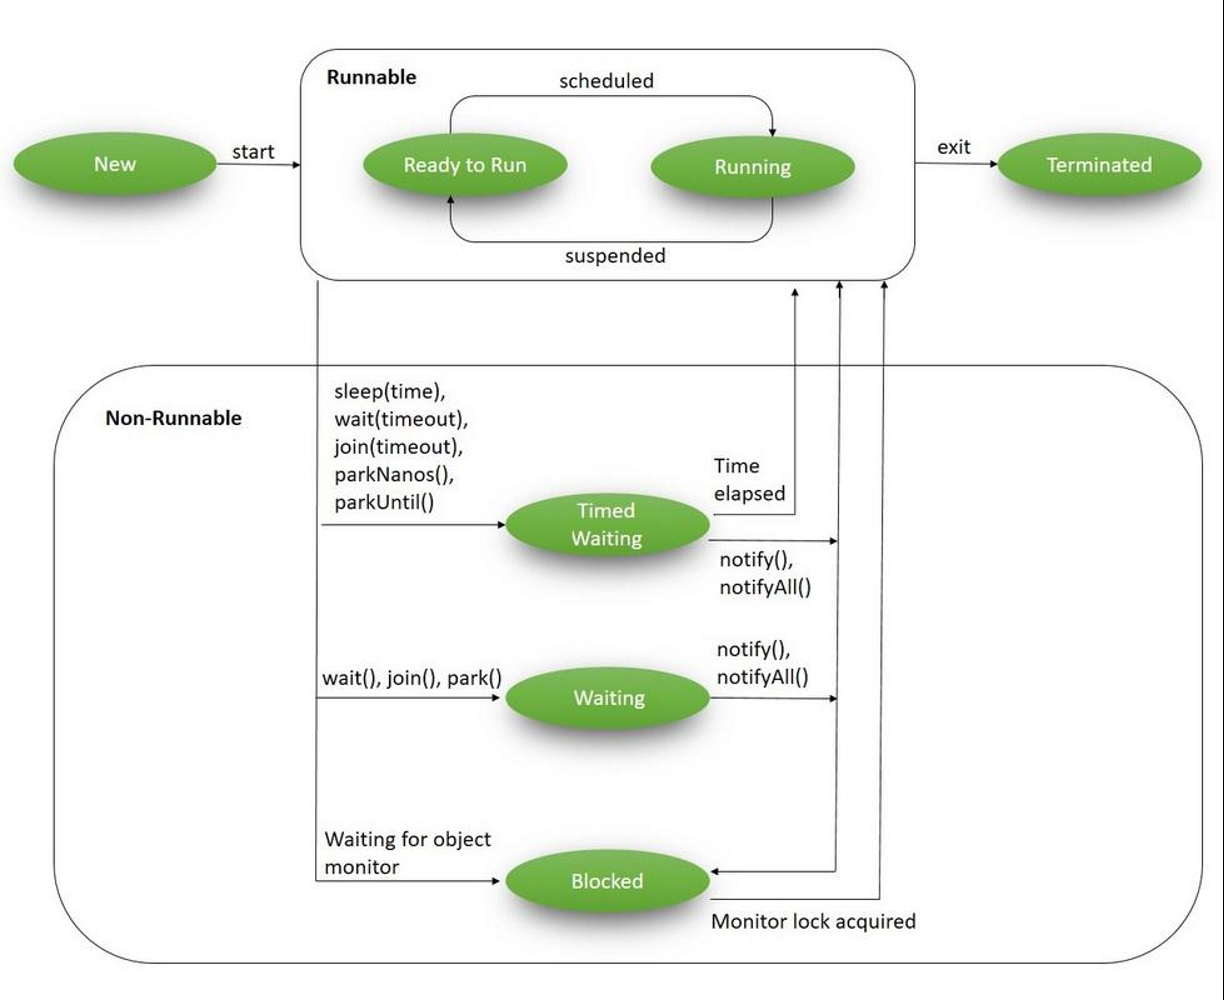 Runnable
scheduled
New
start
Ready to Run
Running
exit
Terminated
suspended
Non-Runnable
sleep(time),
wait(timeout),
join(timeout),
parkNanos(),
parkUntil()
Timed
Waiting
Time
elapsed
notify(),
notifyAll()
wait(), join(), park()
Waiting
notify(),
notifyAll()
Waiting for object
monitor
Blocked
Monitor lock acquired